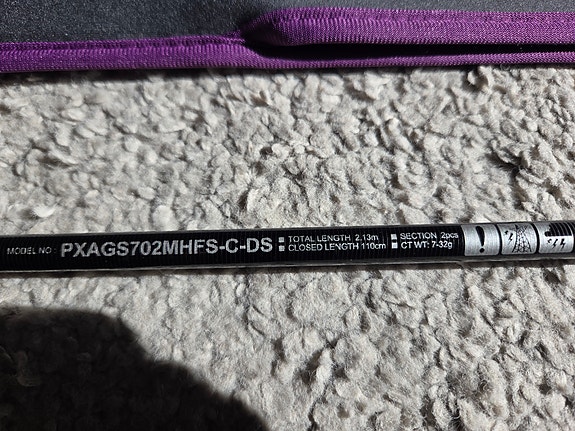 MODEL NO : PXAGS702MHFS-C-DS
■ TOTAL LENGTH 2.13m ■ SECTION :2pcs
■ CLOSED LENGTH 110cm ■ CT WT: 7-32g